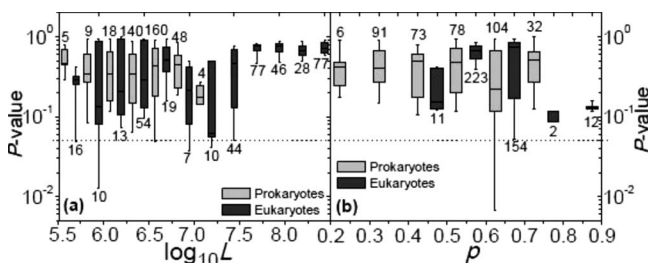 10⁰
P-value
10⁻¹
10⁻²
5 9 18 140 160 48
4
77 46 28 77
16 13 54 19
7 10 44
10
Prokaryotes
Eukaryotes
(a)
5.5 6.0 6.5 7.0 7.5 8.0
log₁₀L
6 91 73 78 104 32
223
11 154 2 12
Prokaryotes
Eukaryotes
(b)
0.2 0.3 0.4 0.5 0.6 0.7 0.8 0.9
p
10⁰
P-value
10⁻¹
10⁻²